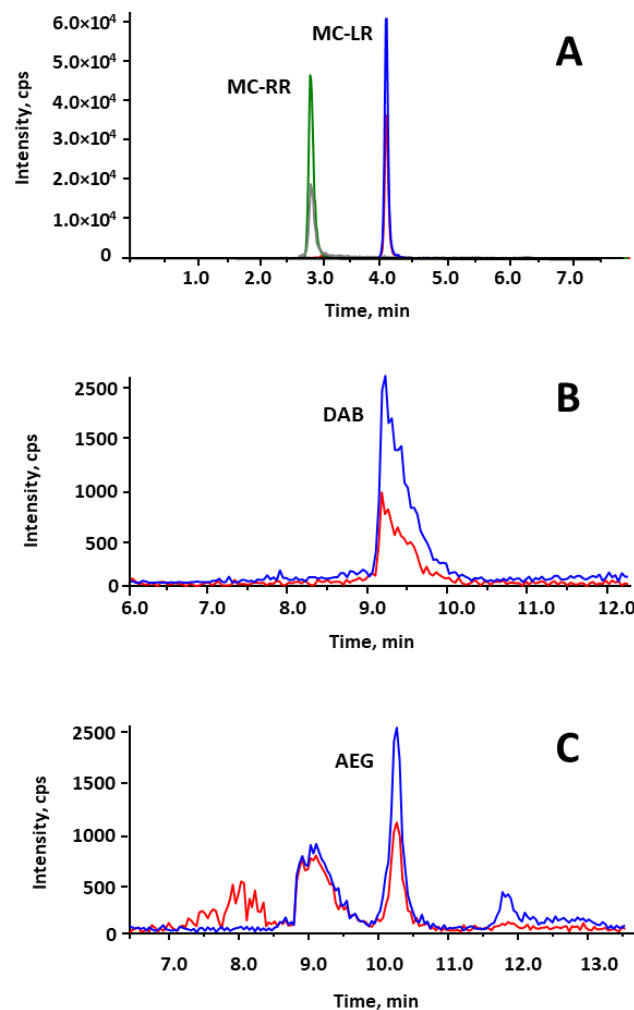 A
MC-LR
MC-RR
Intensity, cps
6.0×10⁴
5.0×10⁴
4.0×10⁴
3.0×10⁴
2.0×10⁴
1.0×10⁴
0
1.0 2.0 3.0 4.0 5.0 6.0 7.0
Time, min
B
DAB
Intensity, cps
2500
1500
1000
500
0
6.0 7.0 8.0 9.0 10.0 11.0 12.0
Time, min
C
AEG
Intensity, cps
2500
1500
1000
500
0
7.0 8.0 9.0 10.0 11.0 12.0 13.0
Time, min